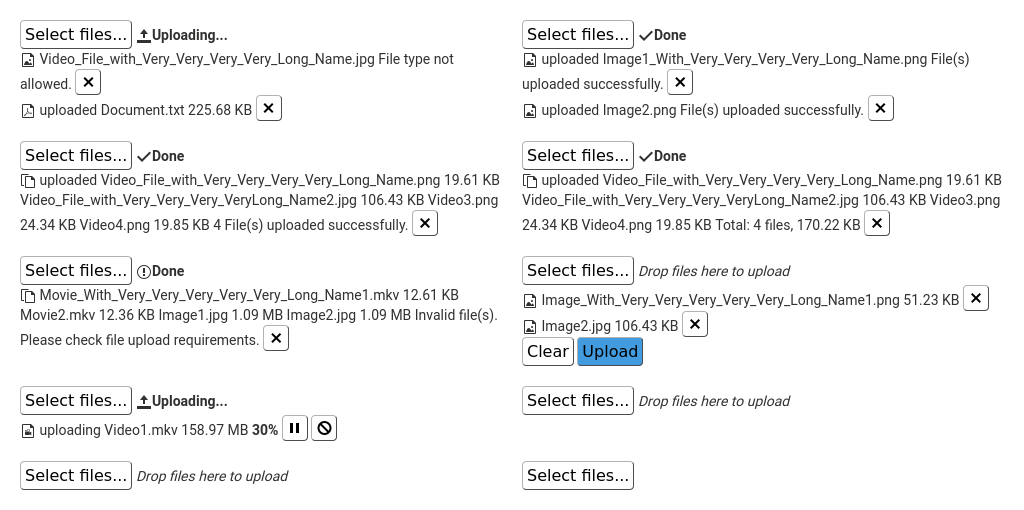 Select files... Uploading...
Video_File_with_Very_Very_Very_Very_Long_Name.jpg File type not
allowed.
uploaded Document.txt 225.68 KB
Select files... Done
uploaded Image1_With_Very_Very_Very_Very_Long_Name.png File(s)
uploaded successfully.
uploaded Image2.png File(s) uploaded successfully.
Select files... Done
uploaded Video_File_with_Very_Very_Very_Very_Long_Name.png 19.61 KB
Video_File_with_Very_Very_Very_VeryLong_Name2.jpg 106.43 KB Video3.png
24.34 KB Video4.png 19.85 KB 4 File(s) uploaded successfully.
Select files... Done
uploaded Video_File_with_Very_Very_Very_Very_Long_Name.png 19.61 KB
Video_File_with_Very_Very_Very_VeryLong_Name2.jpg 106.43 KB Video3.png
24.34 KB Video4.png 19.85 KB Total: 4 files, 170.22 KB
Select files... Done
Movie_With_Very_Very_Very_Very_Very_Long_Name1.mkv 12.61 KB
Movie2.mkv 12.36 KB Image1.jpg 1.09 MB Image2.jpg 1.09 MB Invalid file(s).
Please check file upload requirements.
Select files... Drop files here to upload
Image_With_Very_Very_Very_Very_Very_Long_Name1.png 51.23 KB
Image2.jpg 106.43 KB
Clear Upload
Select files... Uploading...
uploading Video1.mkv 158.97 MB 30%
Select files... Drop files here to upload
Select files... Drop files here to upload
Select files...